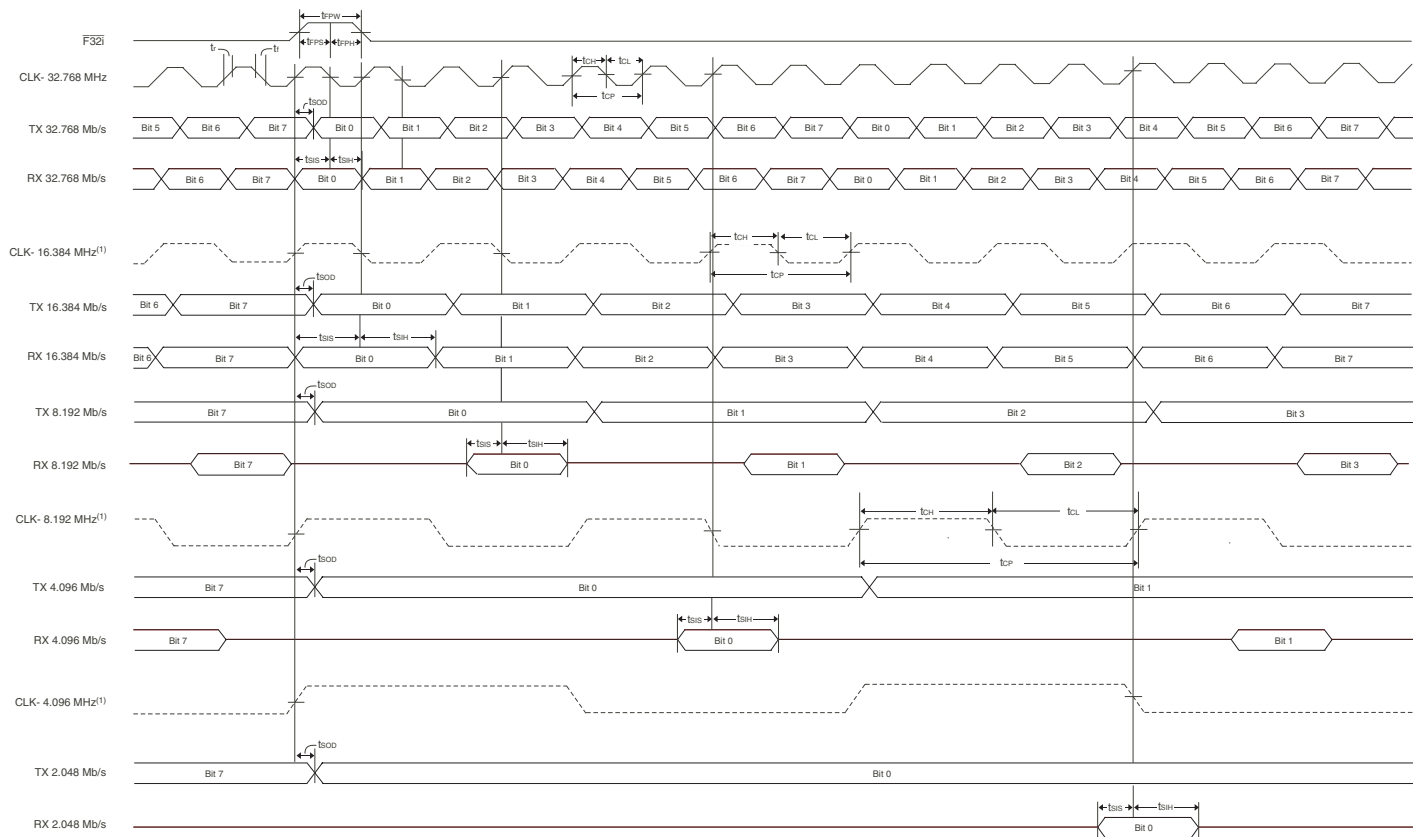 tFPW
F32i
tFPS tFPH
tr tf
tCH tCL
CLK- 32.768 MHz
tCP
tSOD
TX 32.768 Mb/s Bit 5 Bit 6 Bit 7 Bit 0 Bit 1 Bit 2 Bit 3 Bit 4 Bit 5 Bit 6 Bit 7 Bit 0 Bit 1 Bit 2 Bit 3 Bit 4 Bit 5 Bit 6 Bit 7
tSIS tSIH
RX 32.768 Mb/s Bit 6 Bit 7 Bit 0 Bit 1 Bit 2 Bit 3 Bit 4 Bit 5 Bit 6 Bit 7 Bit 0 Bit 1 Bit 2 Bit 3 Bit 4 Bit 5 Bit 6 Bit 7
tCH tCL
CLK- 16.384 MHz(1)
tCP
tSOD
TX 16.384 Mb/s Bit 6 Bit 7 Bit 0 Bit 1 Bit 2 Bit 3 Bit 4 Bit 5 Bit 6 Bit 7
tSIS tSIH
RX 16.384 Mb/s Bit 6 Bit 7 Bit 0 Bit 1 Bit 2 Bit 3 Bit 4 Bit 5 Bit 6 Bit 7
tSOD
TX 8.192 Mb/s Bit 7 Bit 0 Bit 1 Bit 2 Bit 3
tSIS tSIH
RX 8.192 Mb/s Bit 7 Bit 0 Bit 1 Bit 2 Bit 3
tCH tCL
CLK- 8.192 MHz(1)
tCP
tSOD
TX 4.096 Mb/s Bit 7 Bit 0 Bit 1
tSIS tSIH
RX 4.096 Mb/s Bit 7 Bit 0 Bit 1
CLK- 4.096 MHz(1)
tSOD
TX 2.048 Mb/s Bit 7 Bit 0
tSIS tSIH
RX 2.048 Mb/s Bit 0